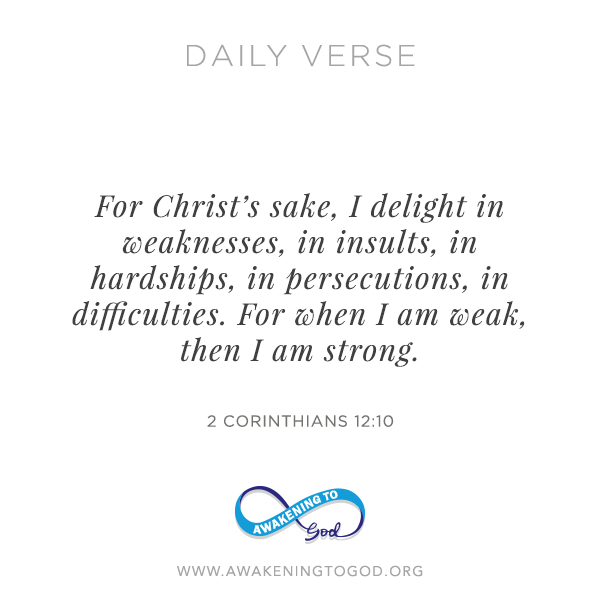 DAILY VERSE
For Christ’s sake, I delight in
weaknesses, in insults, in
hardships, in persecutions, in
difficulties. For when I am weak,
then I am strong.
2 CORINTHIANS 12:10
AWAKENING TO
God
WWW.AWAKENINGTOGOD.ORG